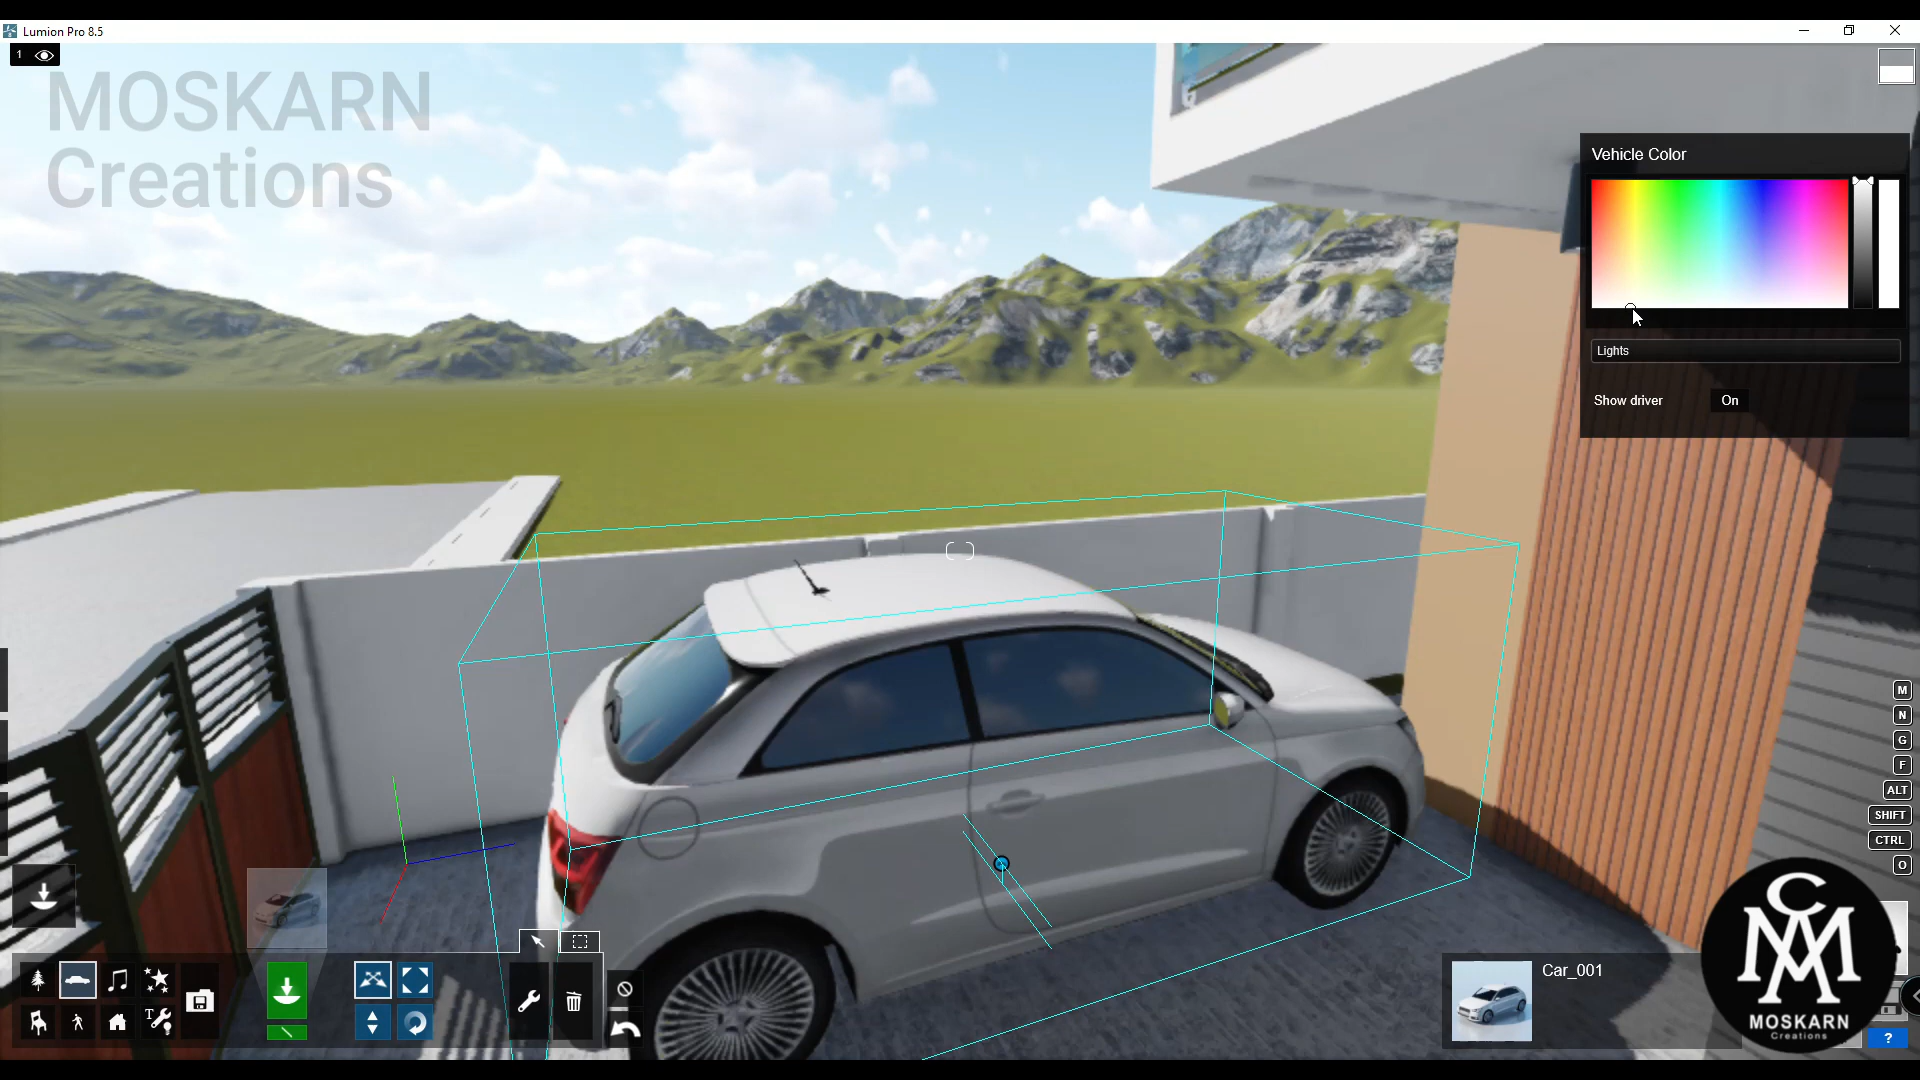 Lumion Pro 8.5
1
MOSKARN
Creations
Vehicle Color
Lights
Show driver On
M
N
G
F
ALT
SHIFT
CTRL
O
Car_001
CM
MOSKARN
Creations
?